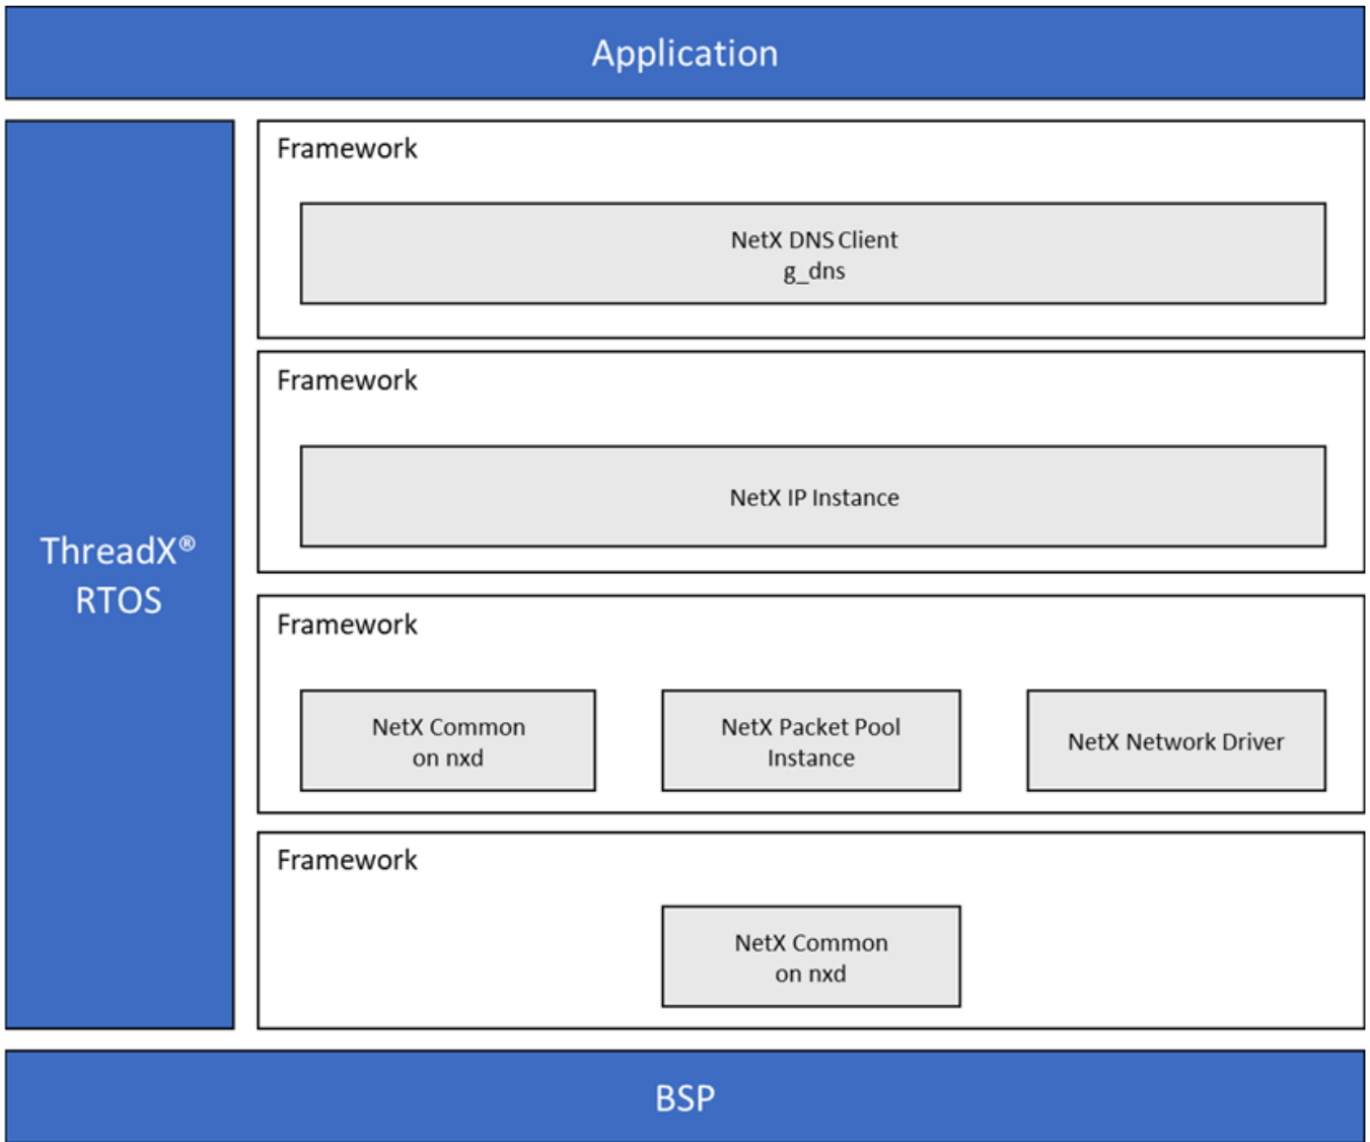 Application
ThreadX®
RTOS
Framework
NetX DNS Client
g_dns
Framework
NetX IP Instance
Framework
NetX Common
on nxd
NetX Packet Pool
Instance
NetX Network Driver
Framework
NetX Common
on nxd
BSP